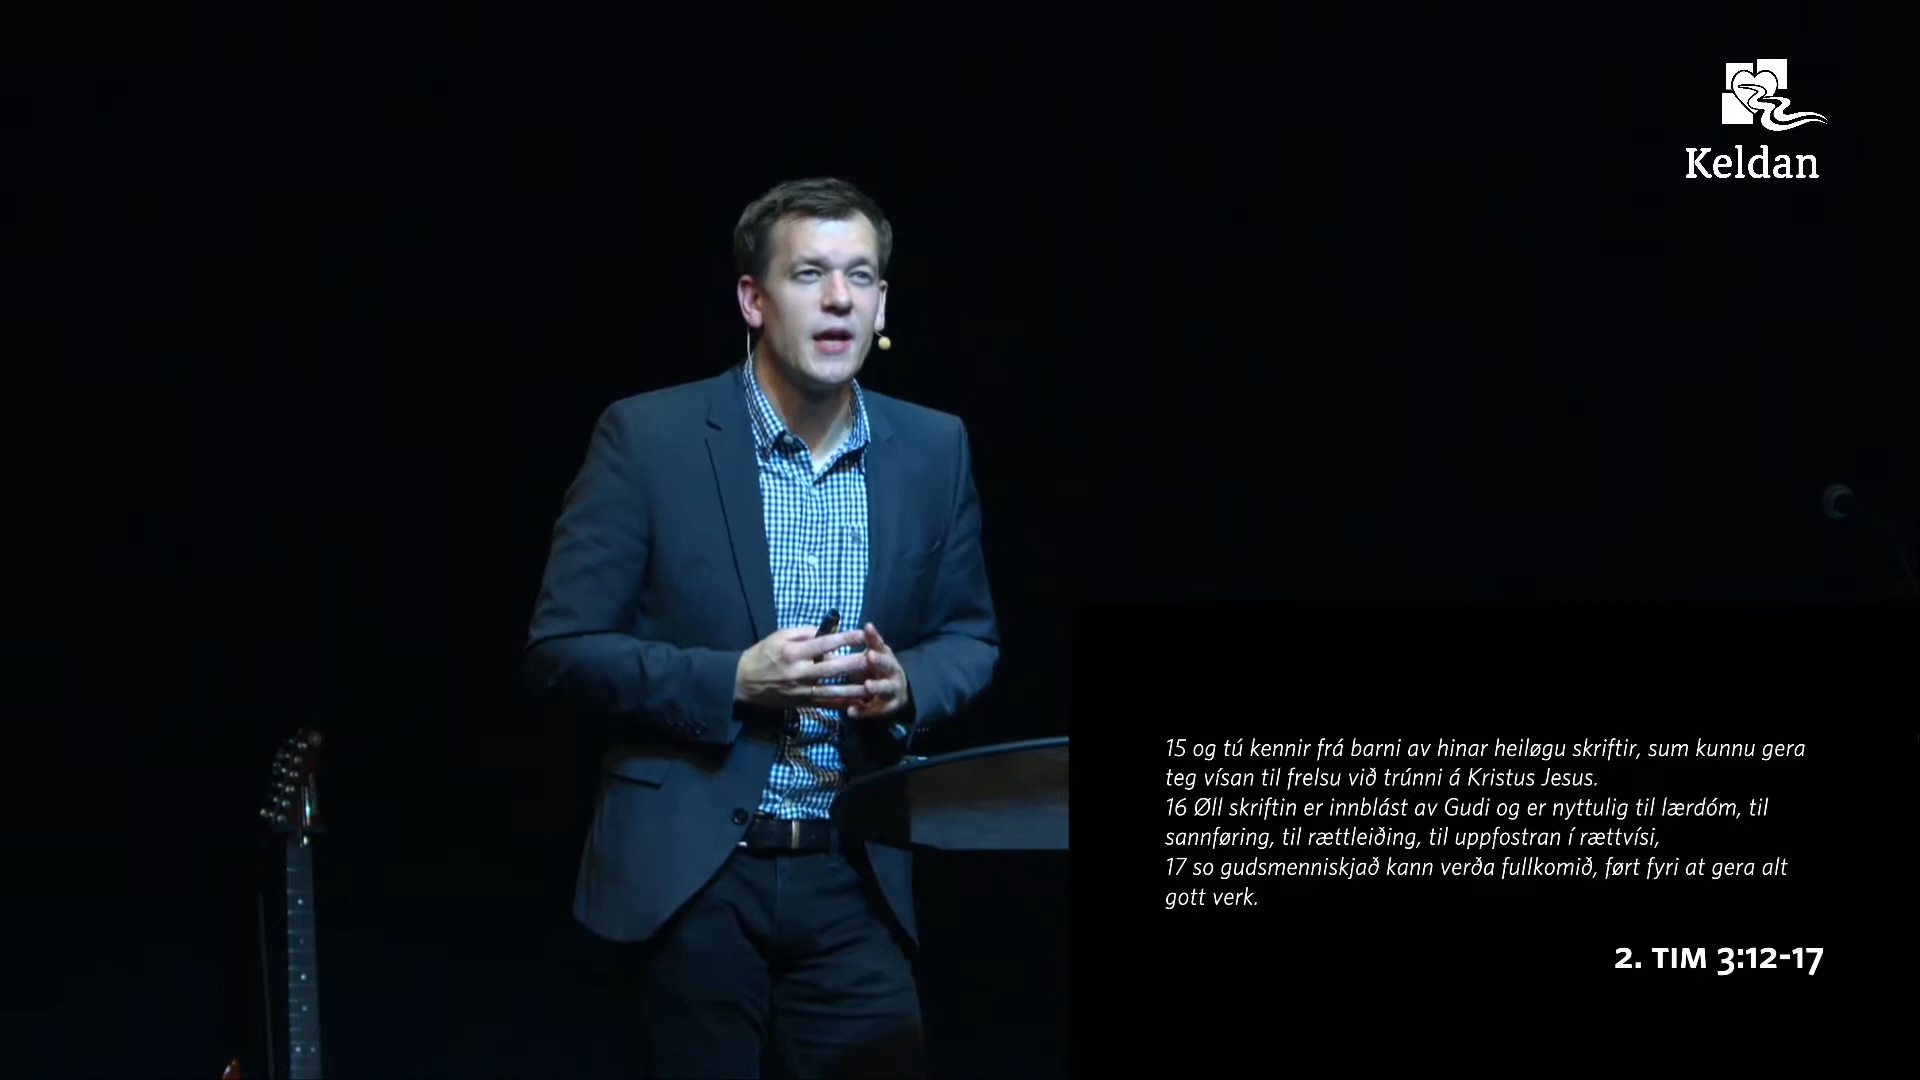 Keldan
15 og tú kennir frá barni av hinar heiløgu skriftir, sum kunnu gera
teg vísan til frelsu við trúnni á Kristus Jesus.
16 Øll skriftin er innblást av Gudi og er nyttulig til lærdóm, til
sannføring, til rættleiðing, til uppfostran í rættvísi,
17 so gudsmenniskjað kann verða fullkomið, ført fyri at gera alt
gott verk.
2. TIM 3:12-17